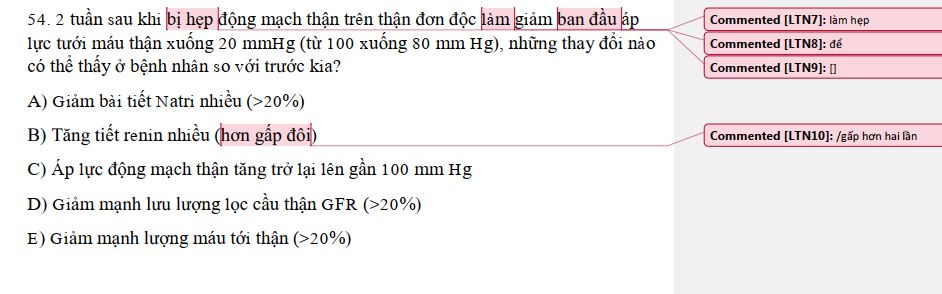 54. 2 tuần sau khi bị hẹp động mạch thận trên thận đơn độc làm giảm ban đầu áp
lực tưới máu thận xuống 20 mmHg (từ 100 xuống 80 mm Hg), những thay đổi nào
có thể thấy ở bệnh nhân so với trước kia?
A) Giảm bài tiết Natri nhiều (>20%)
B) Tăng tiết renin nhiều (hơn gấp đôi)
C) Áp lực động mạch thận tăng trở lại lên gần 100 mm Hg
D) Giảm mạnh lưu lượng lọc cầu thận GFR (>20%)
E) Giảm mạnh lượng máu tới thận (>20%)
Commented [LTN7]: làm hẹp
Commented [LTN8]: để
Commented [LTN9]: []
Commented [LTN10]: /gấp hơn hai lần